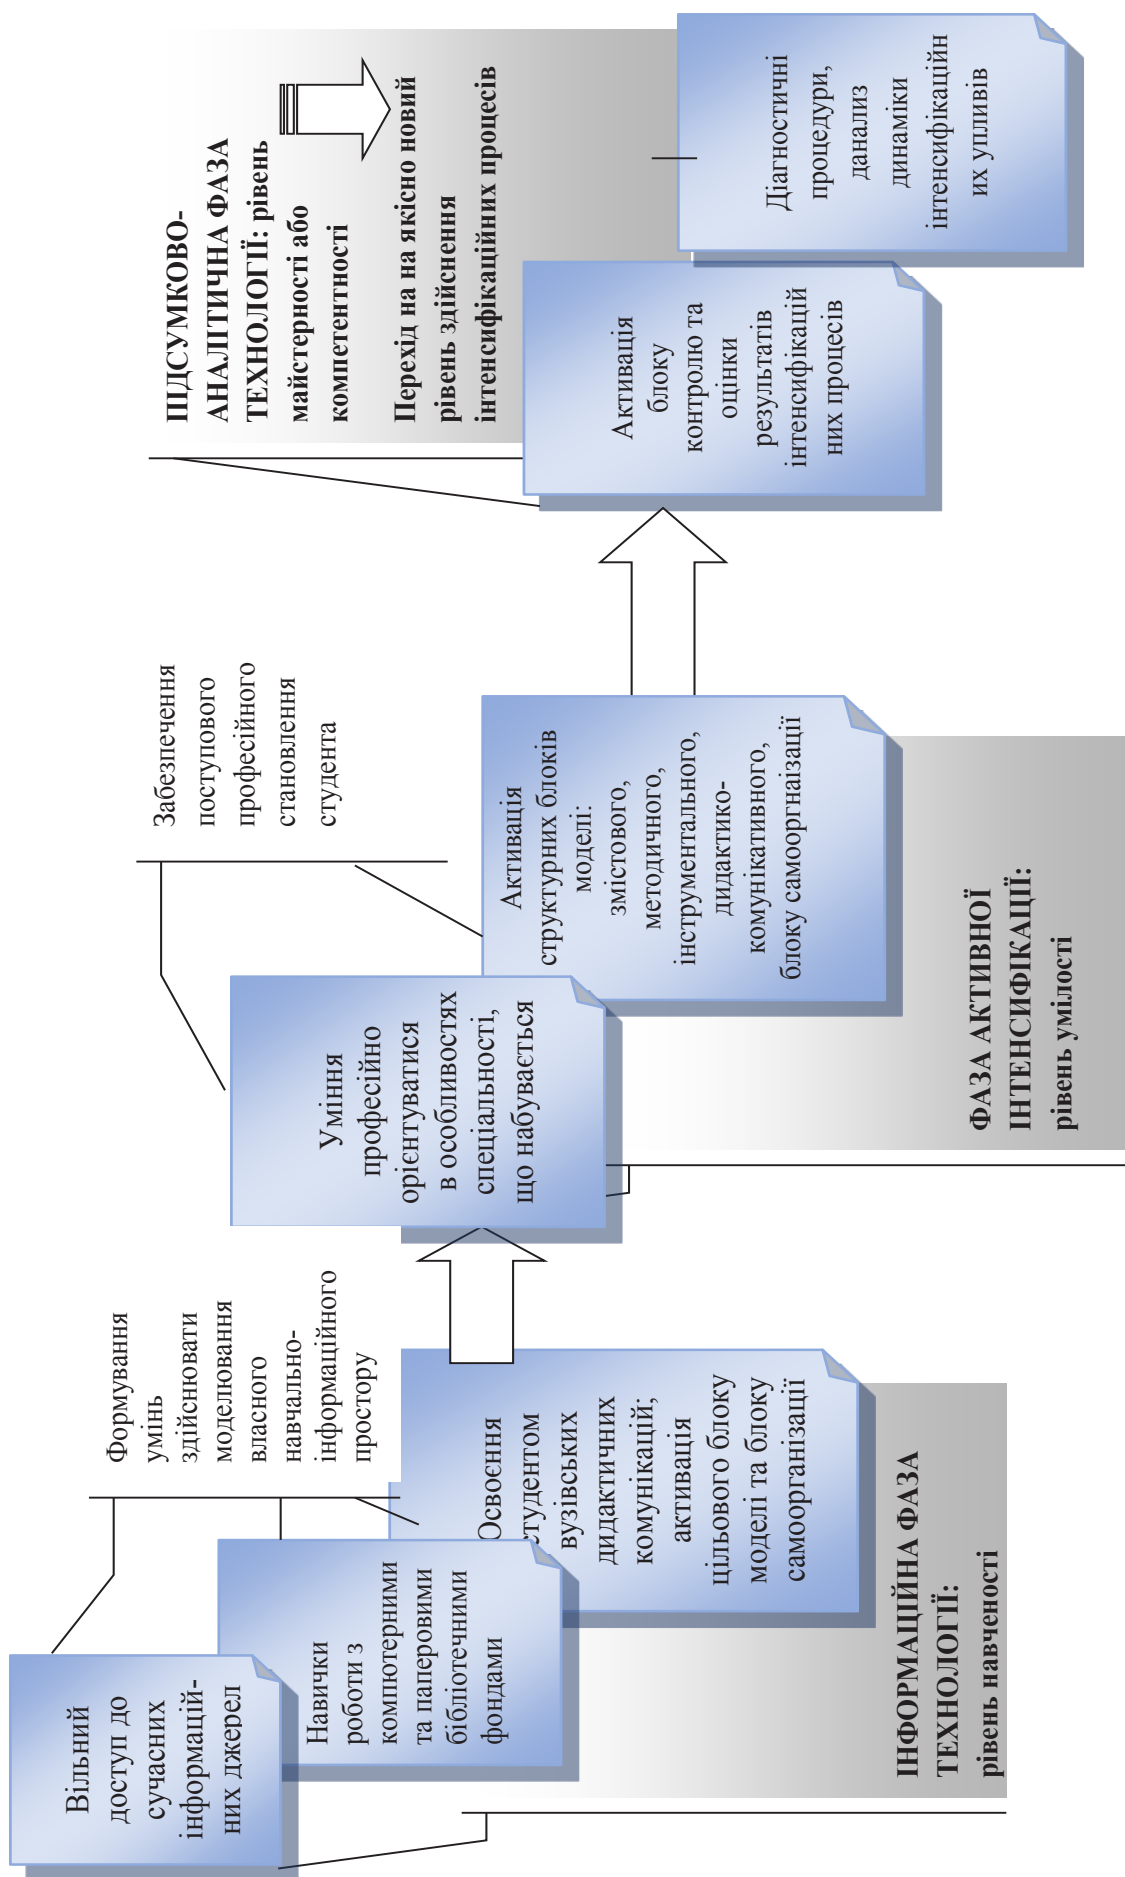 Вільний
доступ до
сучасних
інформацій-
них джерел
Навички
роботи з
компютерними
та паперовими
бібліотечними
фондами
Освоєння
студентом
вузівських
дидактичних
комунікацій;
активація
цільового блоку
моделі та блоку
самоорганізації
Формування
умінь
здійснювати
моделювання
власного
навчально-
інформаційного
простору
ІНФОРМАЦІЙНА ФАЗА
ТЕХНОЛОГІЇ:
рівень навченості
Уміння
професійно
орієнтуватися
в особливостях
спеціальності,
що набувається
Активація
структурних блоків
моделі:
змістового,
методичного,
інструментального,
дидактико-
комунікативного,
блоку самооргнаізації
Забезпечення
поступового
професійного
становлення
студента
ФАЗА АКТИВНОЇ
ІНТЕНСИФІКАЦІЇ:
рівень умілості
ПІДСУМКОВО-
АНАЛІТИЧНА ФАЗА
ТЕХНОЛОГІЇ: рівень
майстерності або
компетентності
Перехід на на якісно новий
рівень здійснення
інтенсифікаційних процесів
Активація
блоку
контролю та
оцінки
результатів
інтенсифікацій
них процесів
Діагностичні
процедури,
данализ
динаміки
інтенсифікаційн
их упливів